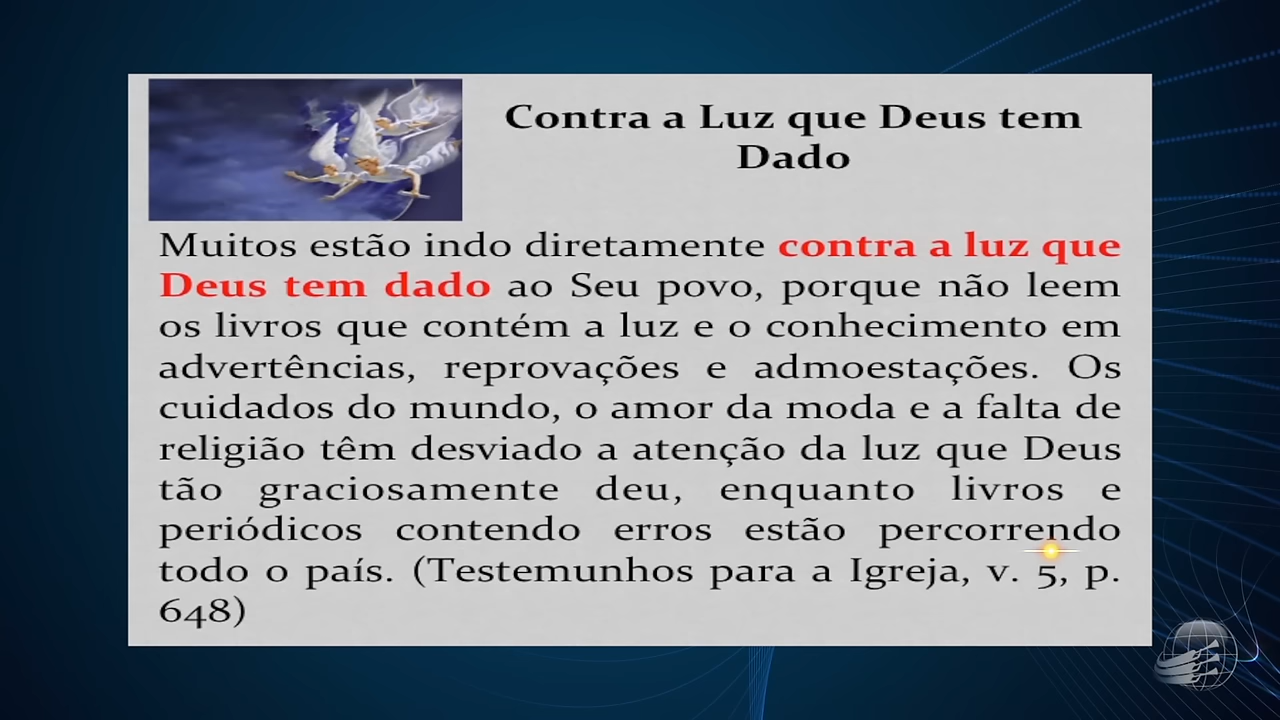 Contra a Luz que Deus tem
Dado
Muitos estão indo diretamente contra a luz que
Deus tem dado ao Seu povo, porque não leem
os livros que contém a luz e o conhecimento em
advertências, reprovações e admoestações. Os
cuidados do mundo, o amor da moda e a falta de
religião têm desviado a atenção da luz que Deus
tão graciosamente deu, enquanto livros e
periódicos contendo erros estão percorrendo
todo o país. (Testemunhos para a Igreja, v. 5, p.
648)